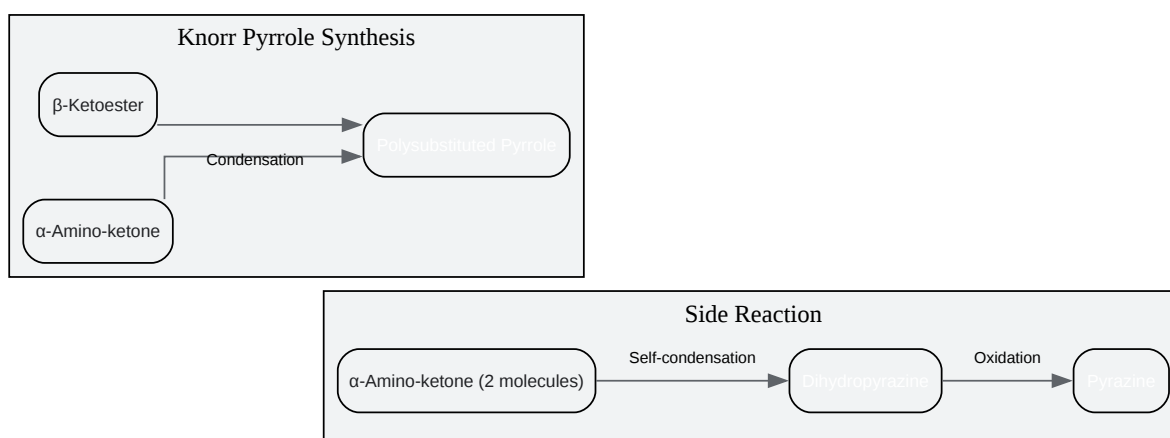 Knorr Pyrrole Synthesis
β-Ketoester
Polysubstituted Pyrrole
Condensation
α-Amino-ketone
Side Reaction
α-Amino-ketone (2 molecules)
Self-condensation
Dihydropyrazine
Oxidation
Pyrazine